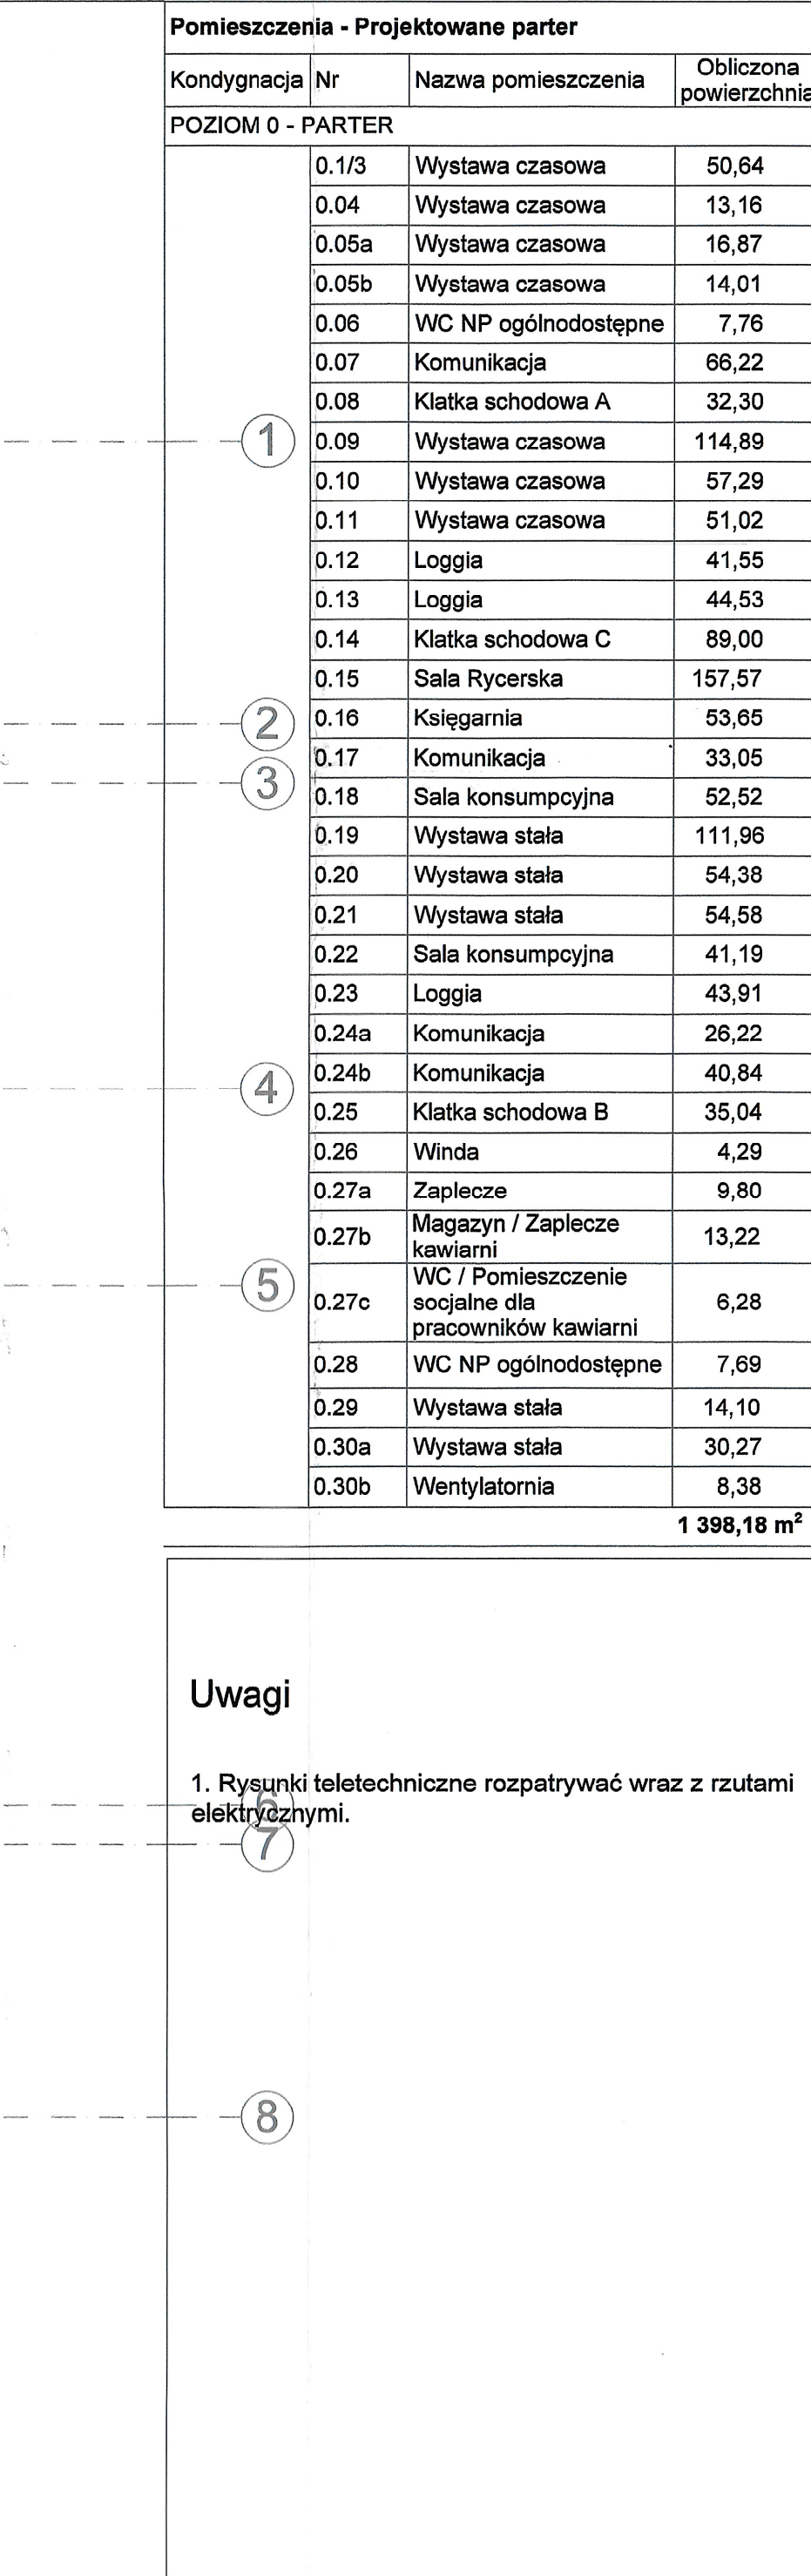 Pomieszczenia - Projektowane parter
Kondygnacja Nr Nazwa pomieszczenia Obliczona powierzchnia
POZIOM 0 - PARTER
0.1/3 Wystawa czasowa 50,64
0.04 Wystawa czasowa 13,16
0.05a Wystawa czasowa 16,87
0.05b Wystawa czasowa 14,01
0.06 WC NP ogólnodostępne 7,76
0.07 Komunikacja 66,22
0.08 Klatka schodowa A 32,30
1
0.09 Wystawa czasowa 114,89
0.10 Wystawa czasowa 57,29
0.11 Wystawa czasowa 51,02
0.12 Loggia 41,55
0.13 Loggia 44,53
0.14 Klatka schodowa C 89,00
0.15 Sala Rycerska 157,57
2
0.16 Księgarnia 53,65
0.17 Komunikacja 33,05
3
0.18 Sala konsumpcyjna 52,52
0.19 Wystawa stała 111,96
0.20 Wystawa stała 54,38
0.21 Wystawa stała 54,58
0.22 Sala konsumpcyjna 41,19
0.23 Loggia 43,91
0.24a Komunikacja 26,22
0.24b Komunikacja 40,84
4
0.25 Klatka schodowa B 35,04
0.26 Winda 4,29
0.27a Zaplecze 9,80
0.27b Magazyn / Zaplecze kawiarni 13,22
5
0.27c WC / Pomieszczenie socjalne dla pracowników kawiarni 6,28
0.28 WC NP ogólnodostępne 7,69
0.29 Wystawa stała 14,10
0.30a Wystawa stała 30,27
0.30b Wentylatornia 8,38
1 398,18 m²
Uwagi
1. Rysunki teletechniczne rozpatrywać wraz z rzutami
elektrycznymi.
6
7
8